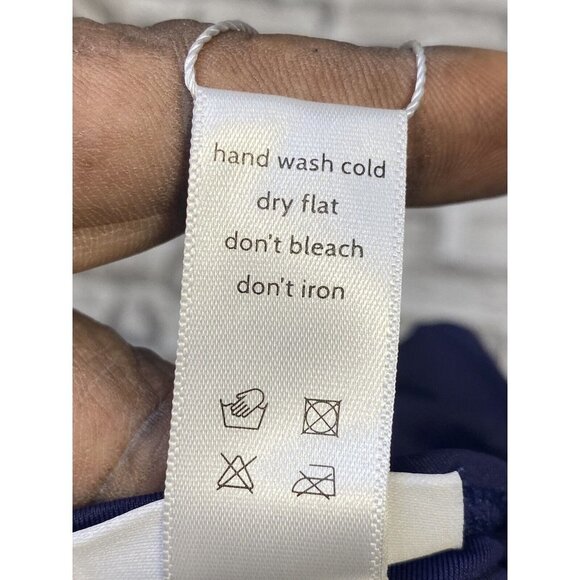 hand wash cold
dry flat
don't bleach
don't iron